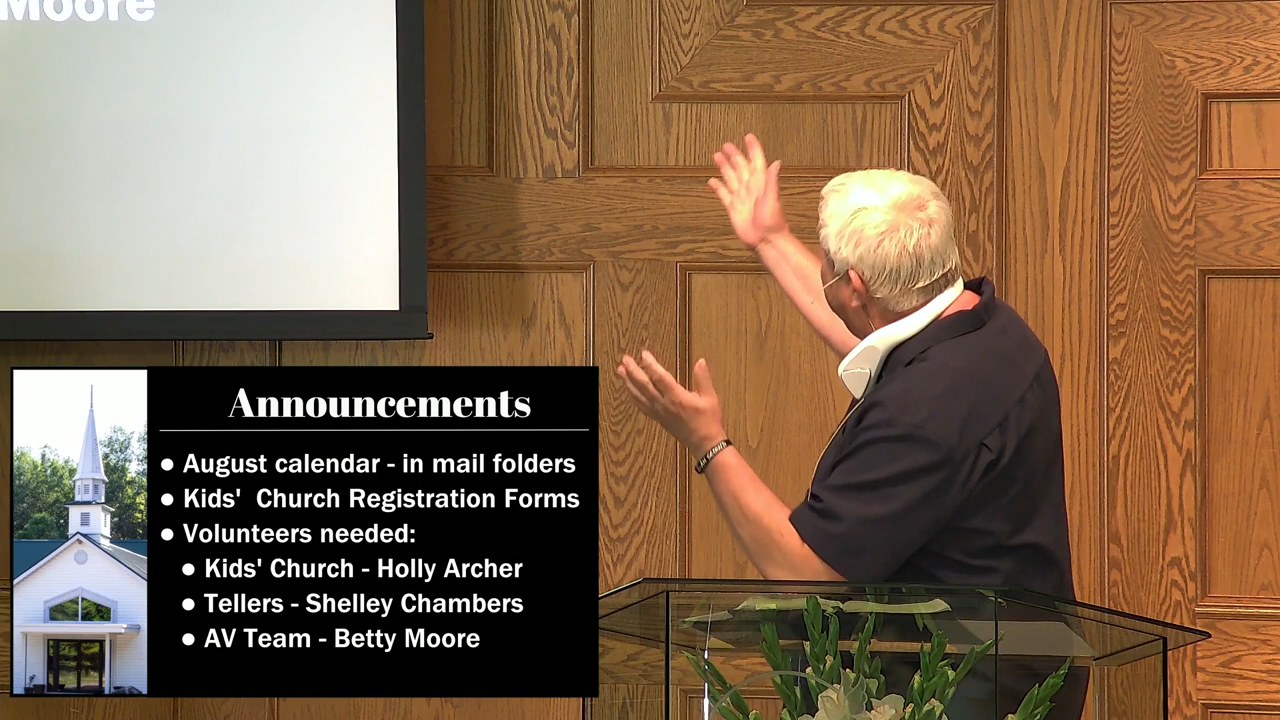 Moore
Announcements
● August calendar - in mail folders
● Kids'  Church Registration Forms
● Volunteers needed:
● Kids' Church - Holly Archer
● Tellers - Shelley Chambers
● AV Team - Betty Moore